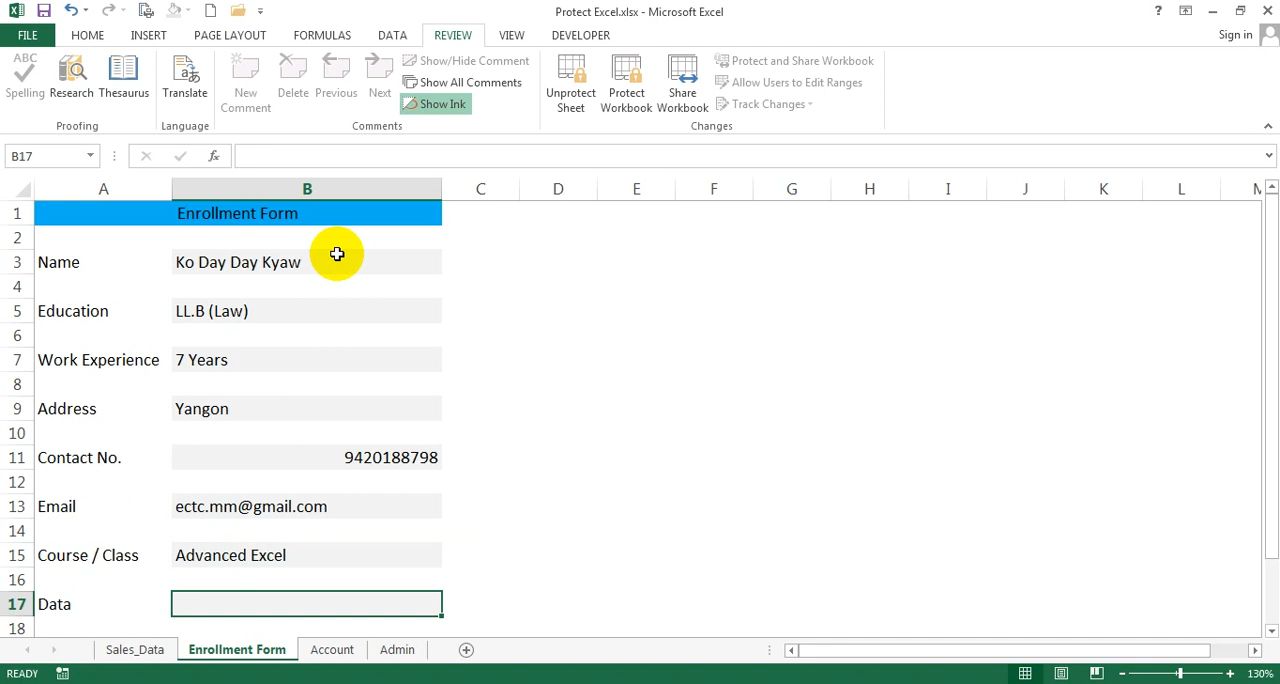 Protect Excel.xlsx - Microsoft Excel
?
FILE HOME INSERT PAGE LAYOUT FORMULAS DATA REVIEW VIEW DEVELOPER Sign in
ABC
Spelling Research Thesaurus
Proofing
Translate
Language
New Comment
Delete Previous Next
Show/Hide Comment
Show All Comments
Show Ink
Comments
Unprotect Sheet
Protect Workbook
Share Workbook
Protect and Share Workbook
Allow Users to Edit Ranges
Track Changes
Changes
B17 fx
A B C D E F G H I J K L M
1 Enrollment Form
2
3 Name Ko Day Day Kyaw
4
5 Education LL.B (Law)
6
7 Work Experience 7 Years
8
9 Address Yangon
10
11 Contact No. 9420188798
12
13 Email ectc.mm@gmail.com
14
15 Course / Class Advanced Excel
16
17 Data
18
Sales_Data Enrollment Form Account Admin
READY 130%